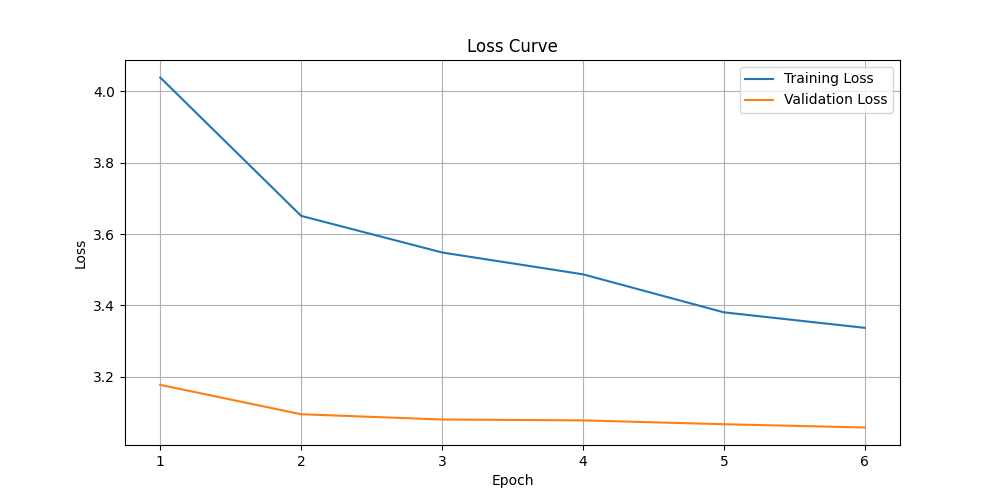 Loss Curve
Training Loss
Validation Loss
4.0
3.8
3.6
3.4
3.2
Loss
1 2 3 4 5 6
Epoch